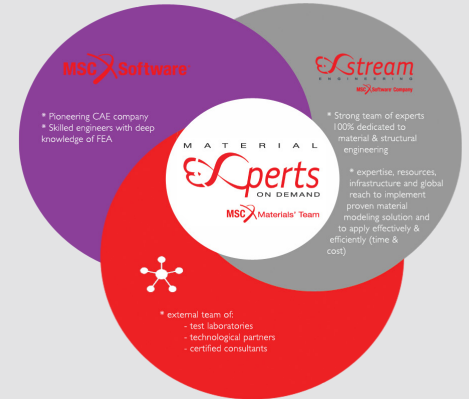 MSC Software
* Pioneering CAE company
* Skilled engineers with deep
knowledge of FEA
Xstream
ENGINEERING
MSC Software Company
* Strong team of experts
100% dedicated to
material & structural
engineering
* expertise, resources,
infrastructure and global
reach to implement
proven material
modeling solution and
to apply effectively &
efficiently (time &
cost)
MATERIAL
eXperts
ON DEMAND
MSC Materials' Team
* external team of:
- test laboratories
- technological partners
- certified consultants